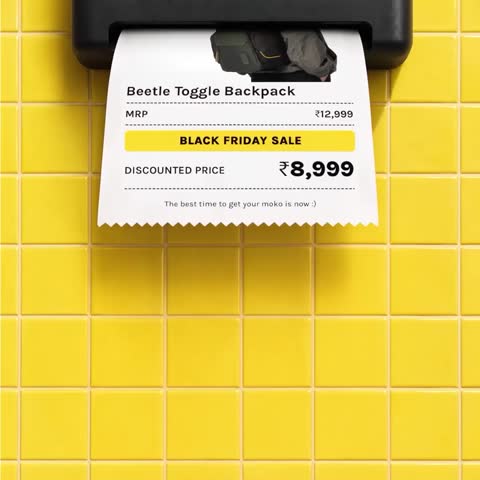 Beetle Toggle Backpack
MRP ₹12,999
BLACK FRIDAY SALE
DISCOUNTED PRICE ₹8,999
The best time to get your moko is now :)